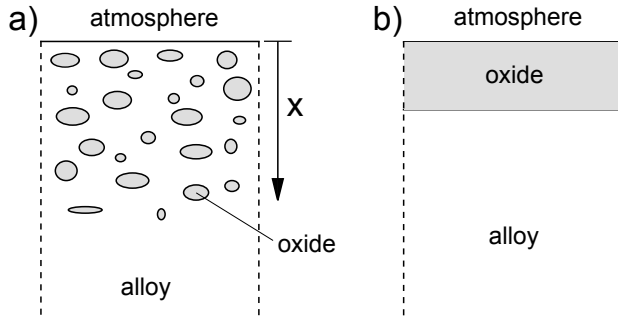 a)
atmosphere
x
oxide
alloy
b)
atmosphere
oxide
alloy